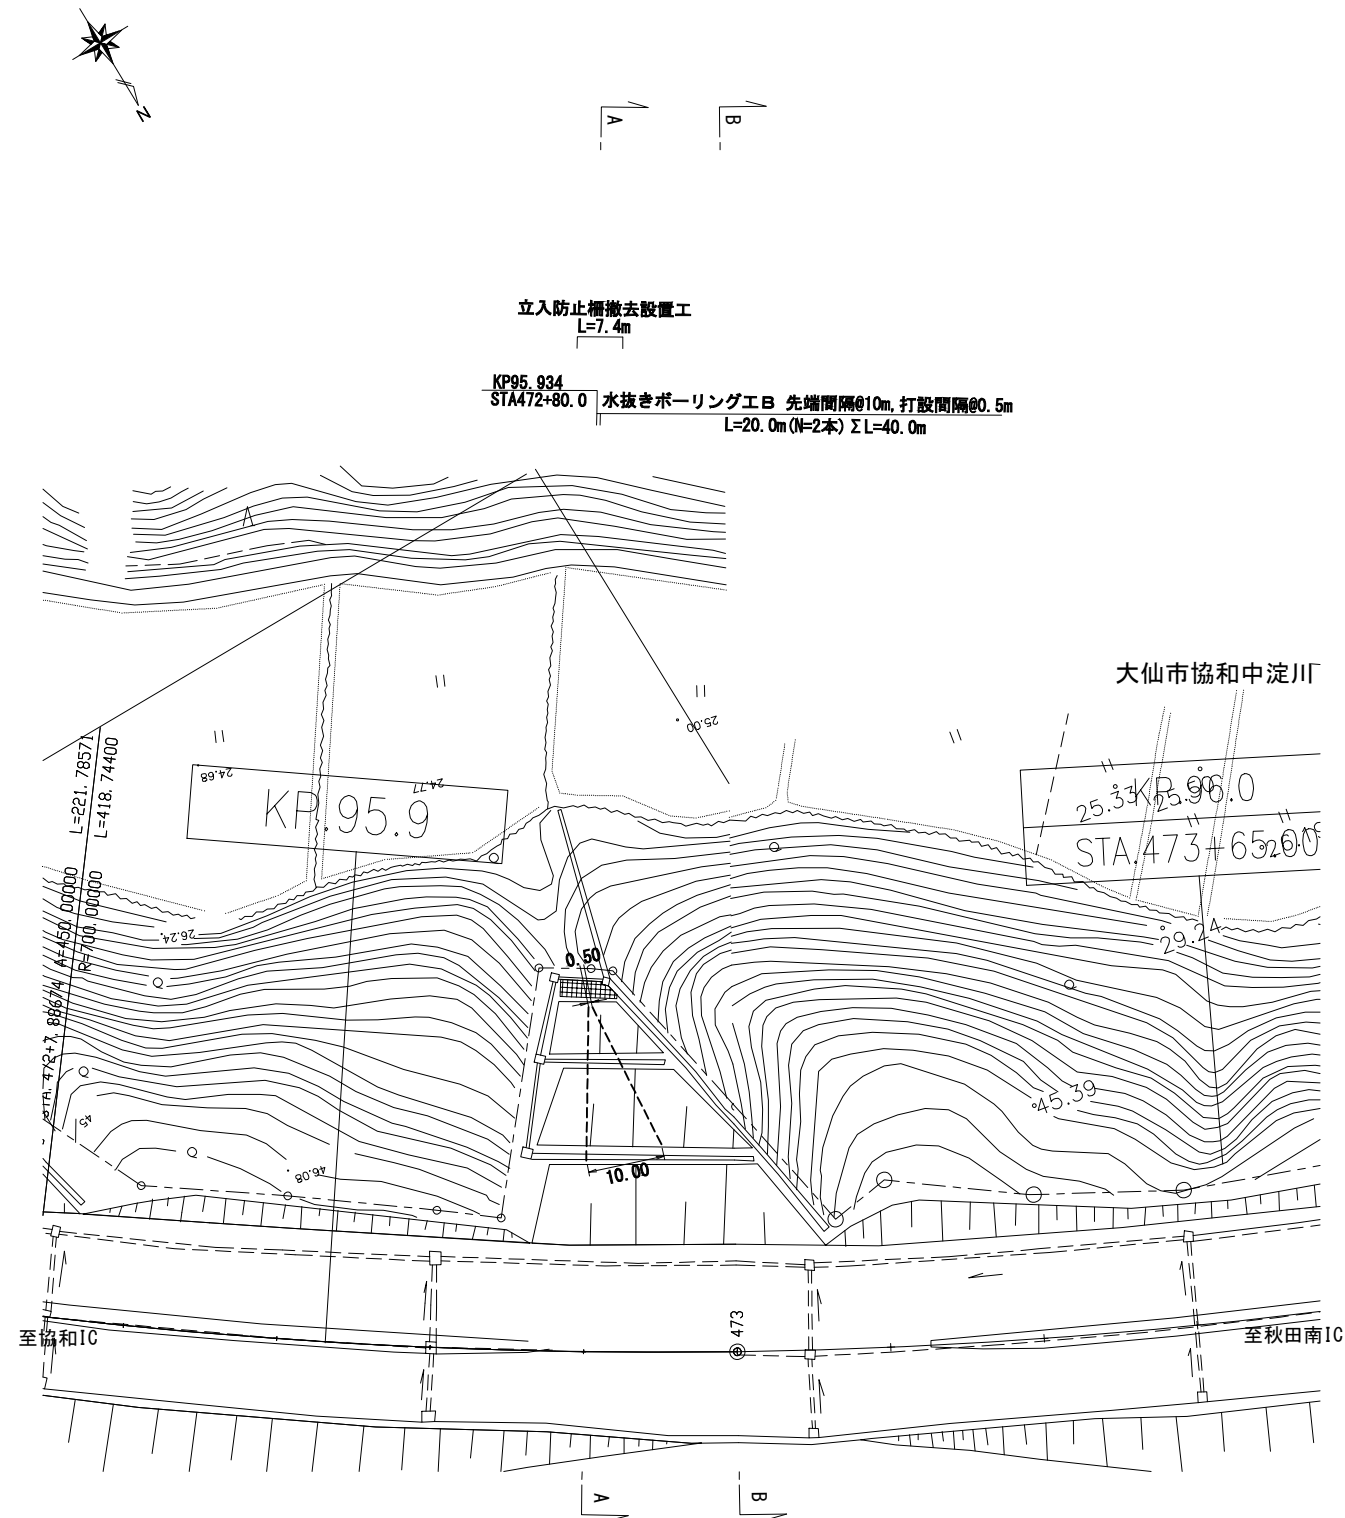 N
A
B
立入防止柵撤去設置工
L=7.4m
KP95.934
STA472+80.0
水抜きボーリング工B 先端間隔@10m,打設間隔@0.5m
L=20.0m(N=2本) ΣL=40.0m
大仙市協和中淀川
25.00
24.68
24.77
KP.95.9
L=221.78571
L=418.74400
A=450.00000
R=700.00000
KP.96.0
25.33
25.50
STA.473+65.00
26.24
29.24
0.50
45.39
45
46.08
10.00
473
至協和IC
至秋田南IC
A
B